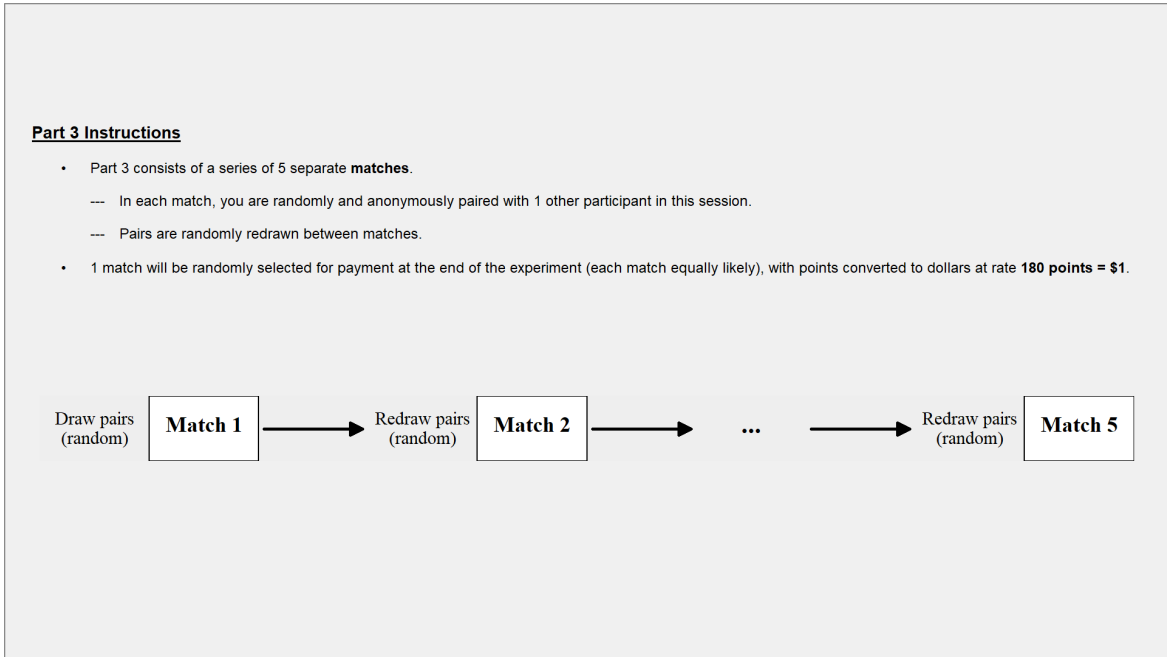 Part 3 Instructions
• Part 3 consists of a series of 5 separate matches.
--- In each match, you are randomly and anonymously paired with 1 other participant in this session.
--- Pairs are randomly redrawn between matches.
• 1 match will be randomly selected for payment at the end of the experiment (each match equally likely), with points converted to dollars at rate 180 points = $1.
Draw pairs
(random)
Match 1
Redraw pairs
(random)
Match 2
...
Redraw pairs
(random)
Match 5